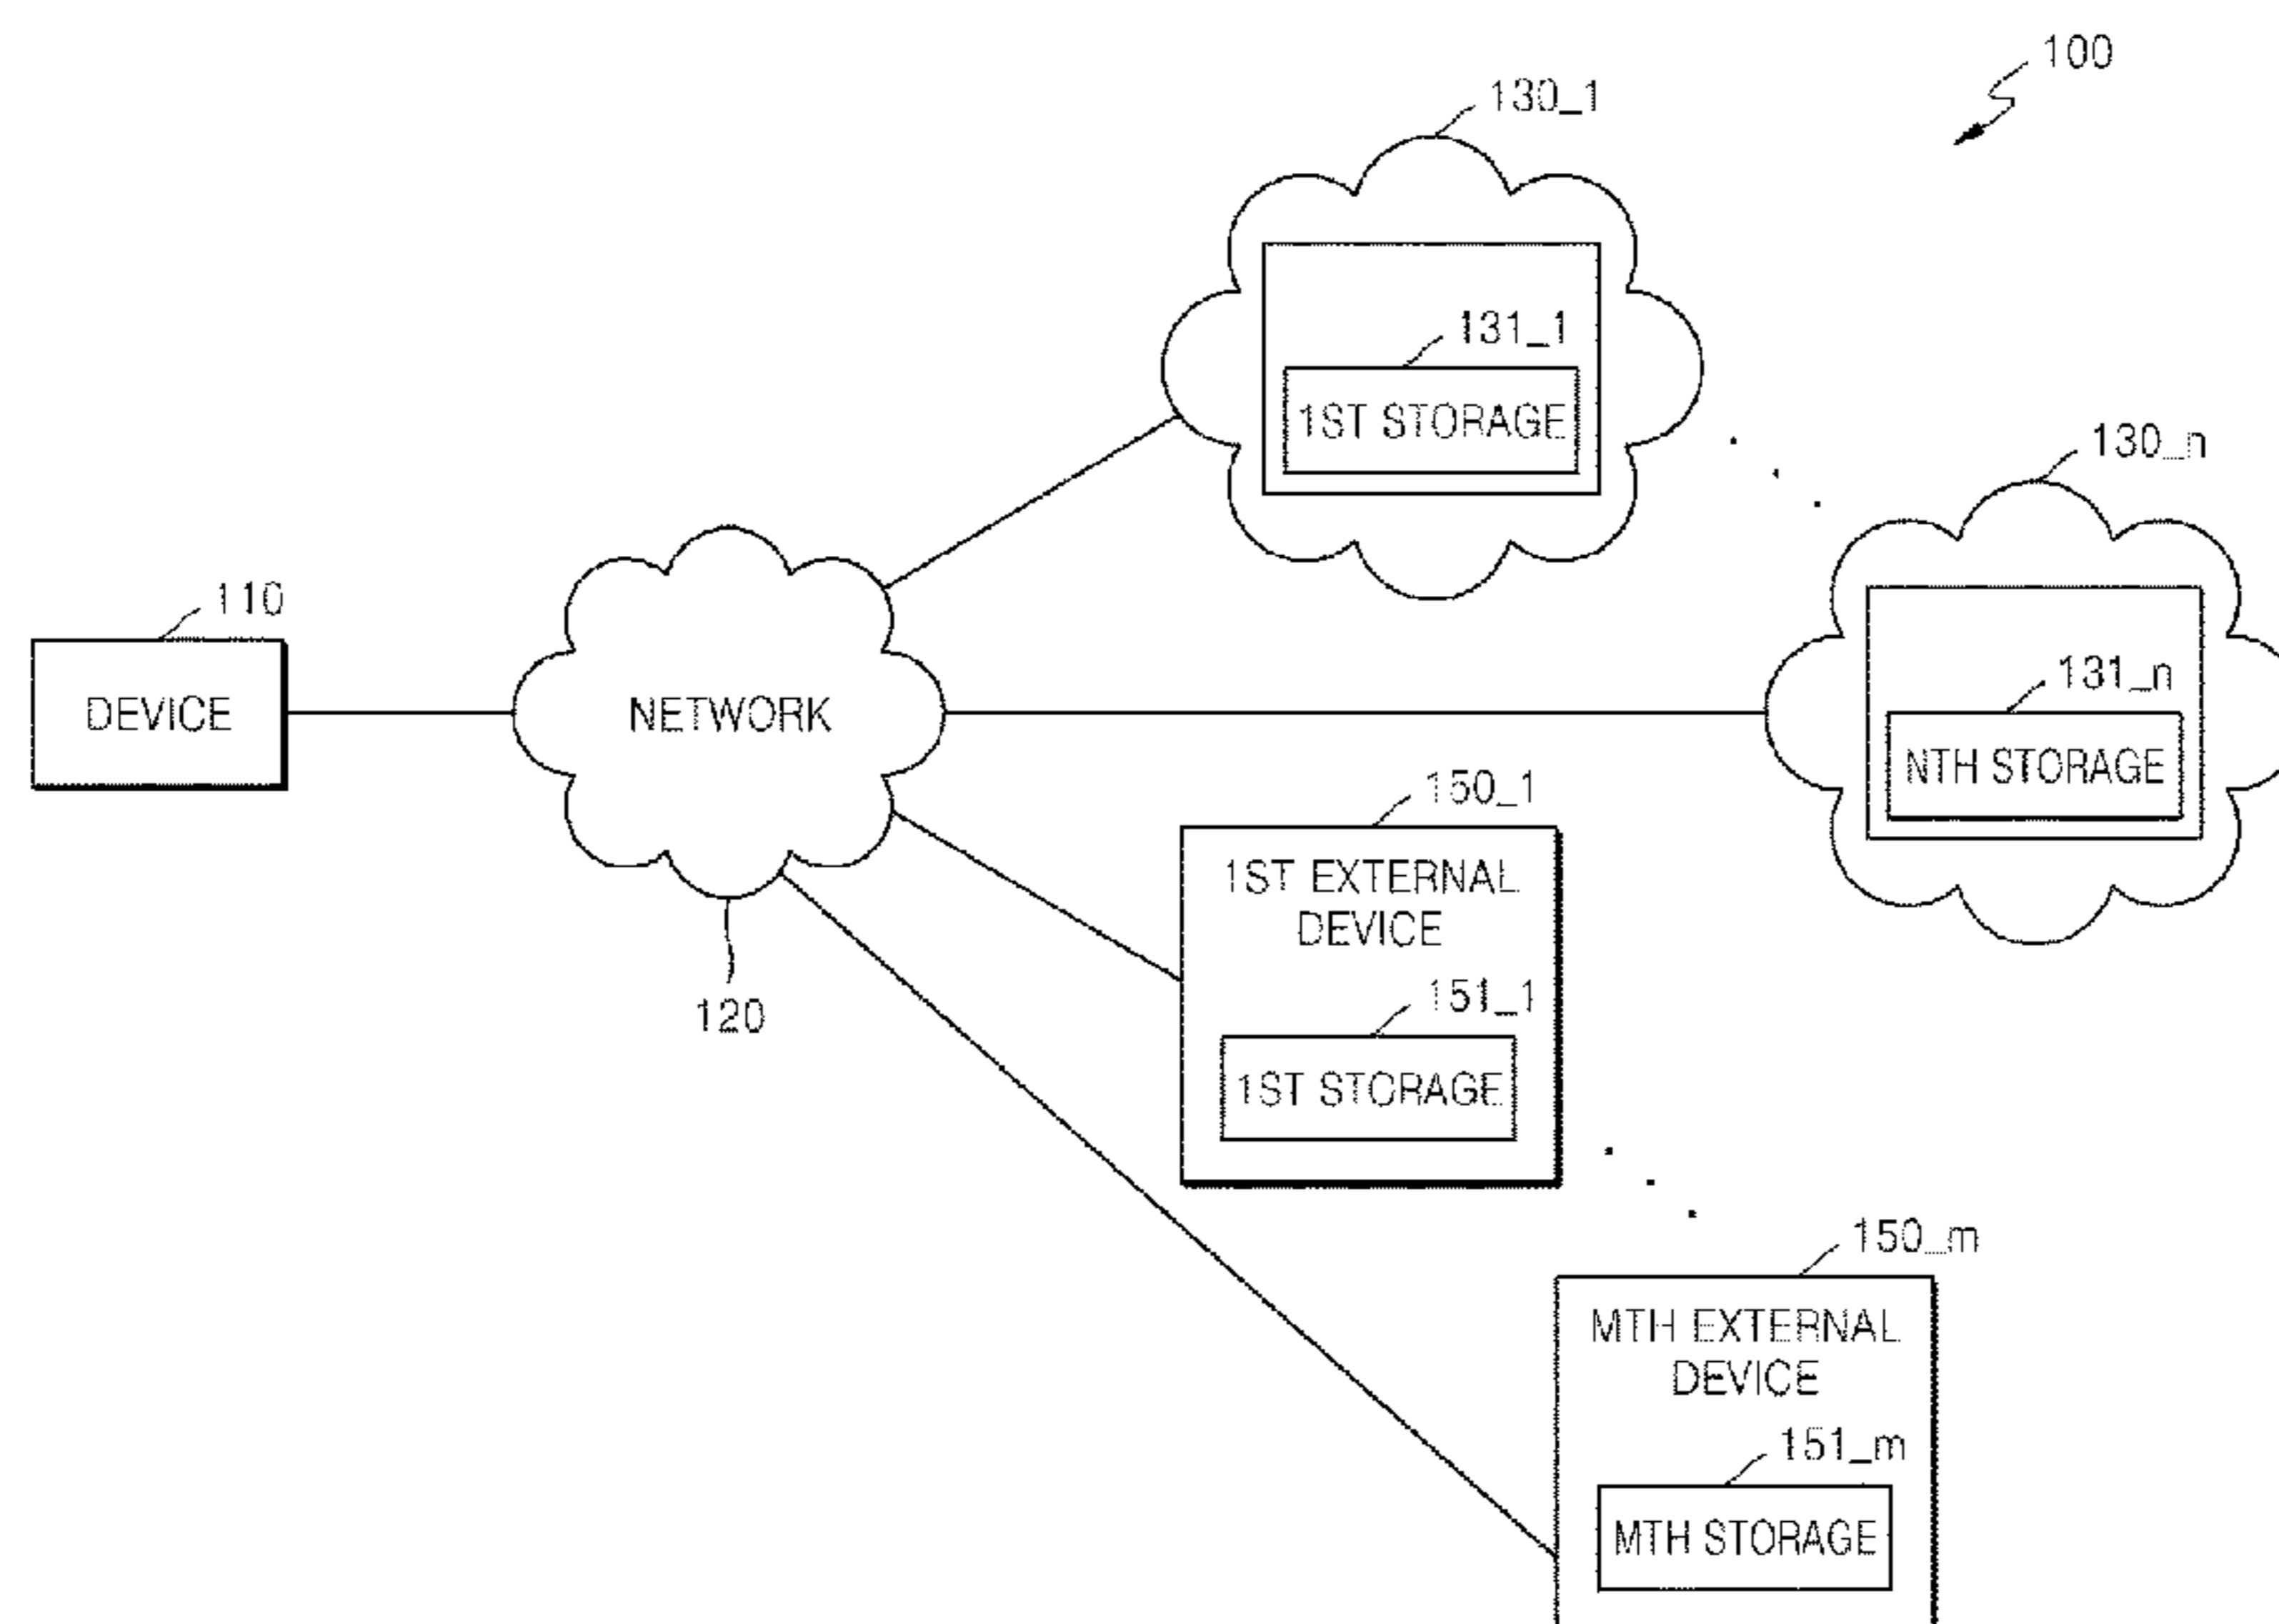 100
130_1
131_1
1ST STORAGE
130_n
110
131_n
DEVICE
NETWORK
NTH STORAGE
150_1
1ST EXTERNAL
DEVICE
120
151_1
1ST STORAGE
150_m
MTH EXTERNAL
DEVICE
151_m
MTH STORAGE